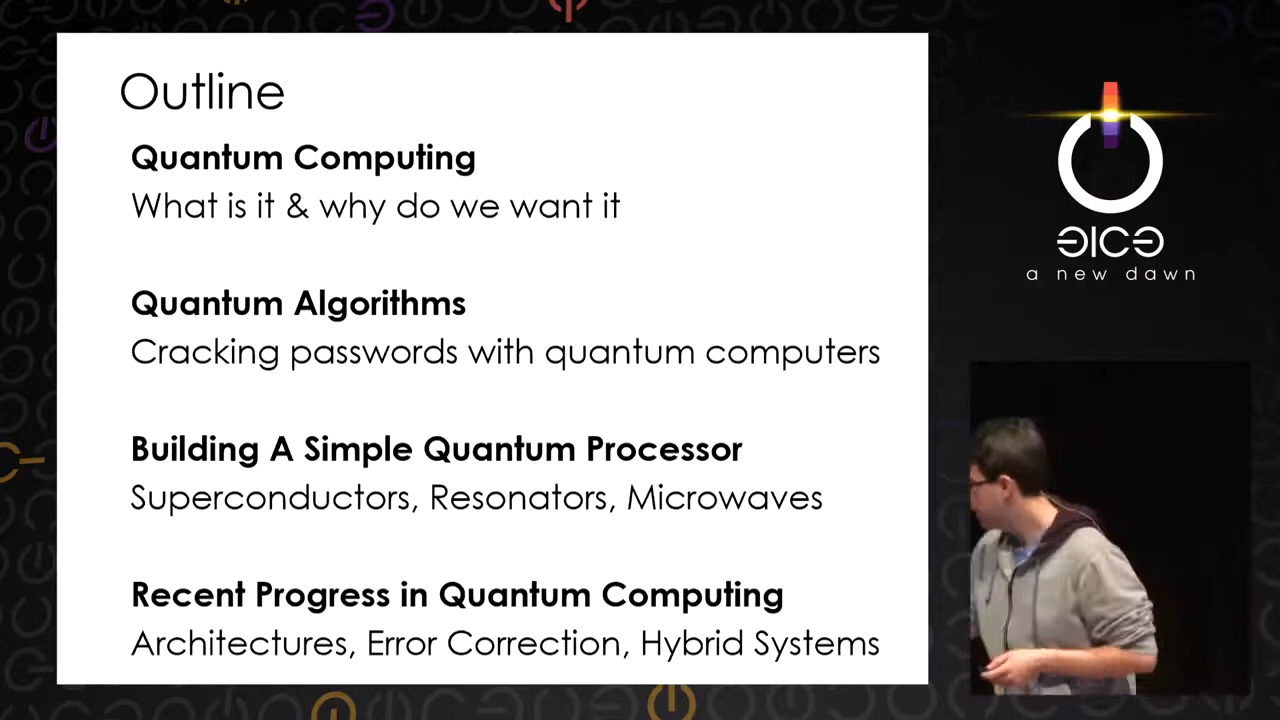 Outline
Quantum Computing
What is it & why do we want it
Quantum Algorithms
Cracking passwords with quantum computers
Building A Simple Quantum Processor
Superconductors, Resonators, Microwaves
Recent Progress in Quantum Computing
Architectures, Error Correction, Hybrid Systems
a new dawn